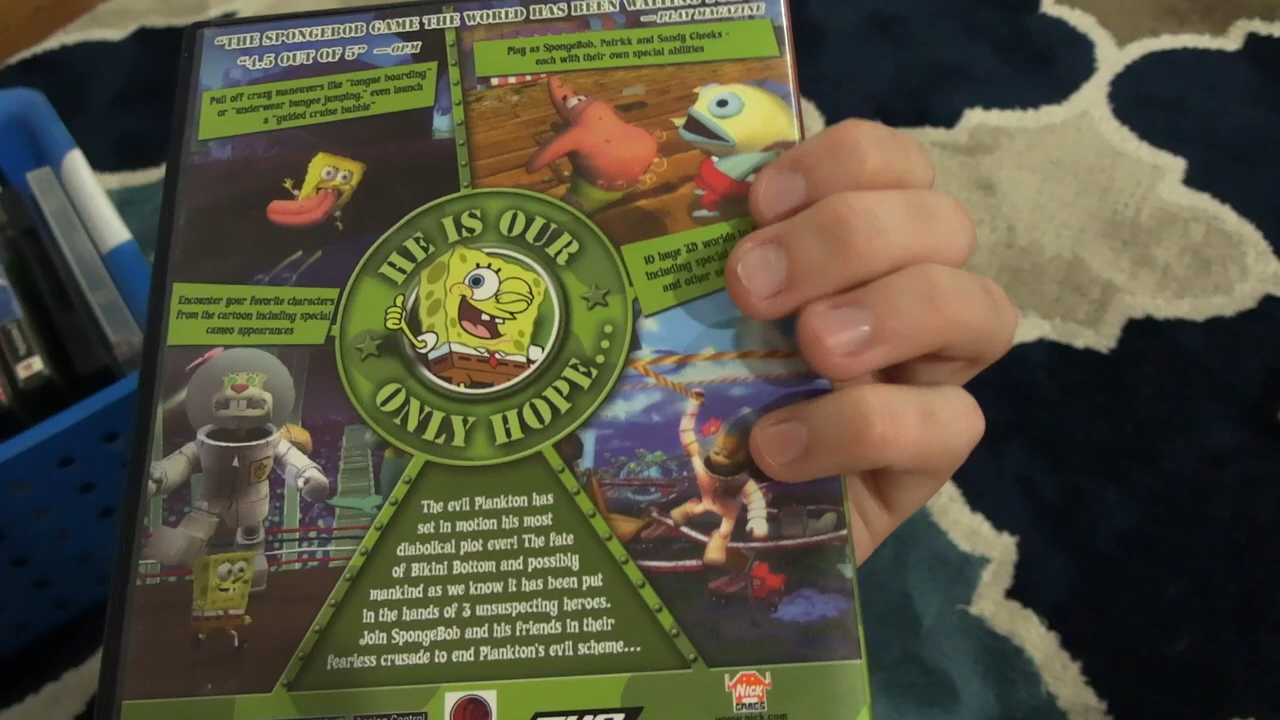 "THE SPONGEBOB GAME THE WORLD HAS BEEN WAITING
— PLAY MAGAZINE
"4.5 OUT OF 5" — OPM
Pull off crazy maneuvers like "tongue boarding"
or "underwear bungee jumping," even launch
a "guided cruise bubble"
Play as SpongeBob, Patrick and Sandy Cheeks -
each with their own special abilities
10 huge 3D worlds
including special
and other
HE IS OUR
ONLY HOPE...
Encounter your favorite characters
from the cartoon including special
cameo appearances
The evil Plankton has
set in motion his most
diabolical plot ever! The fate
of Bikini Bottom and possibly
mankind as we know it has been put
in the hands of 3 unsuspecting heroes.
Join SpongeBob and his friends in their
fearless crusade to end Plankton's evil scheme...
NICK
GAMES
www.nick.com
THQ